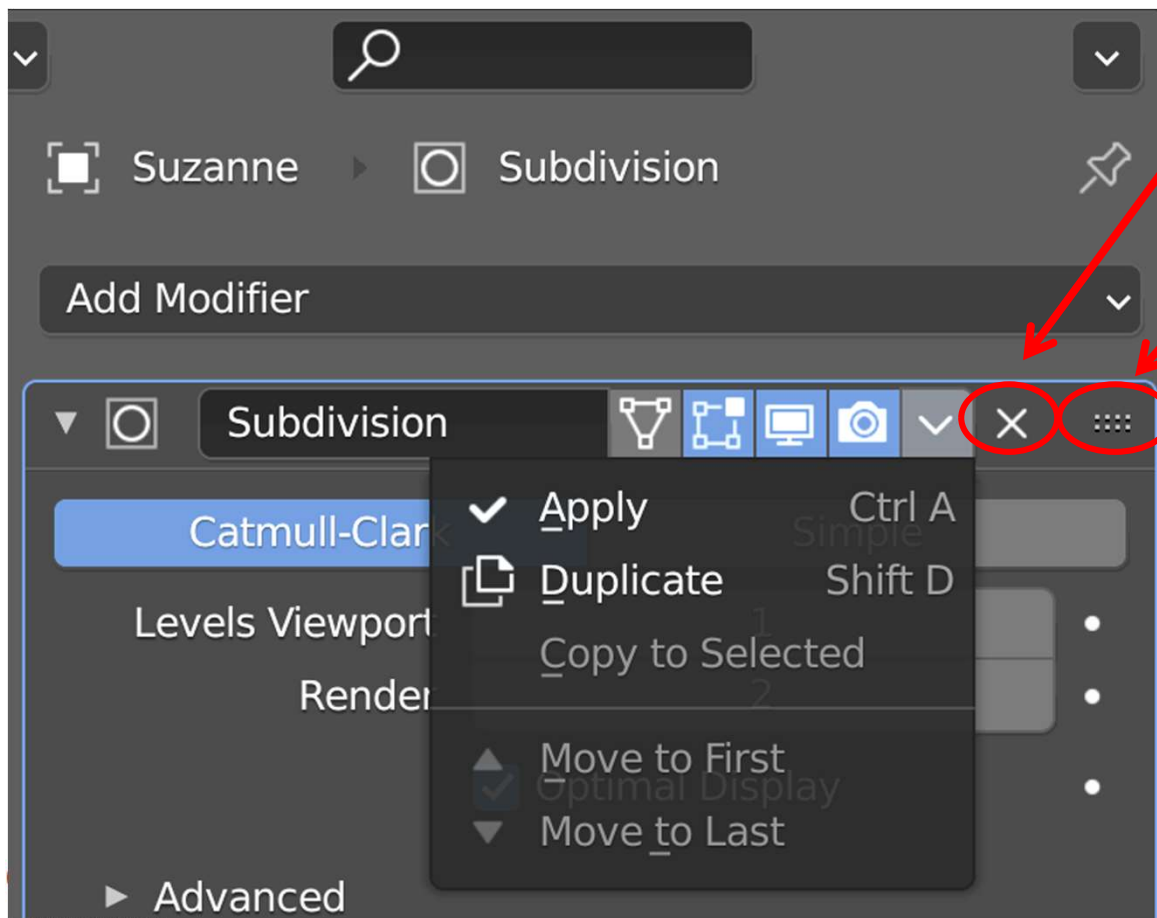 Suzanne Subdivision
Add Modifier
Subdivision
Apply Ctrl A
Catmull-Clark Simple
Duplicate Shift D
Levels Viewport 1
Copy to Selected
Render 2
Move to First
Optimal Display
Move to Last
Advanced